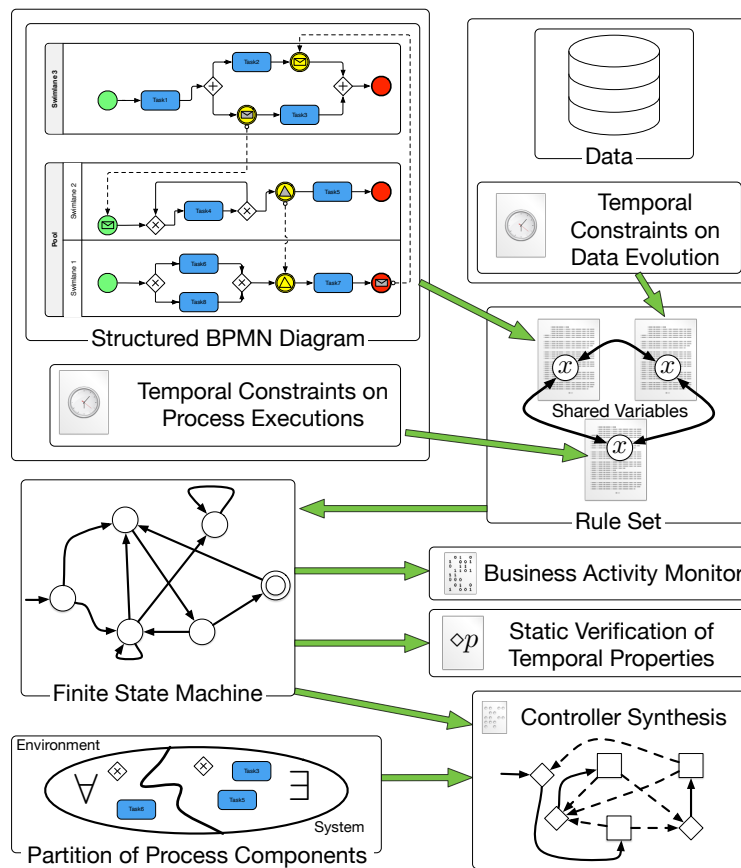 Swimlane 3
Task1
Task2
Task3
Pool
Swimlane 2
Task4
Task5
Swimlane 1
Task6
Task8
Task7
Structured BPMN Diagram
Temporal Constraints on
Process Executions
Data
Temporal
Constraints on
Data Evolution
x
x
Shared Variables
x
Rule Set
Finite State Machine
Business Activity Monitor
◇p
Static Verification of
Temporal Properties
Controller Synthesis
Environment
∀
Task6
Task3
Task5
∃
System
Partition of Process Components